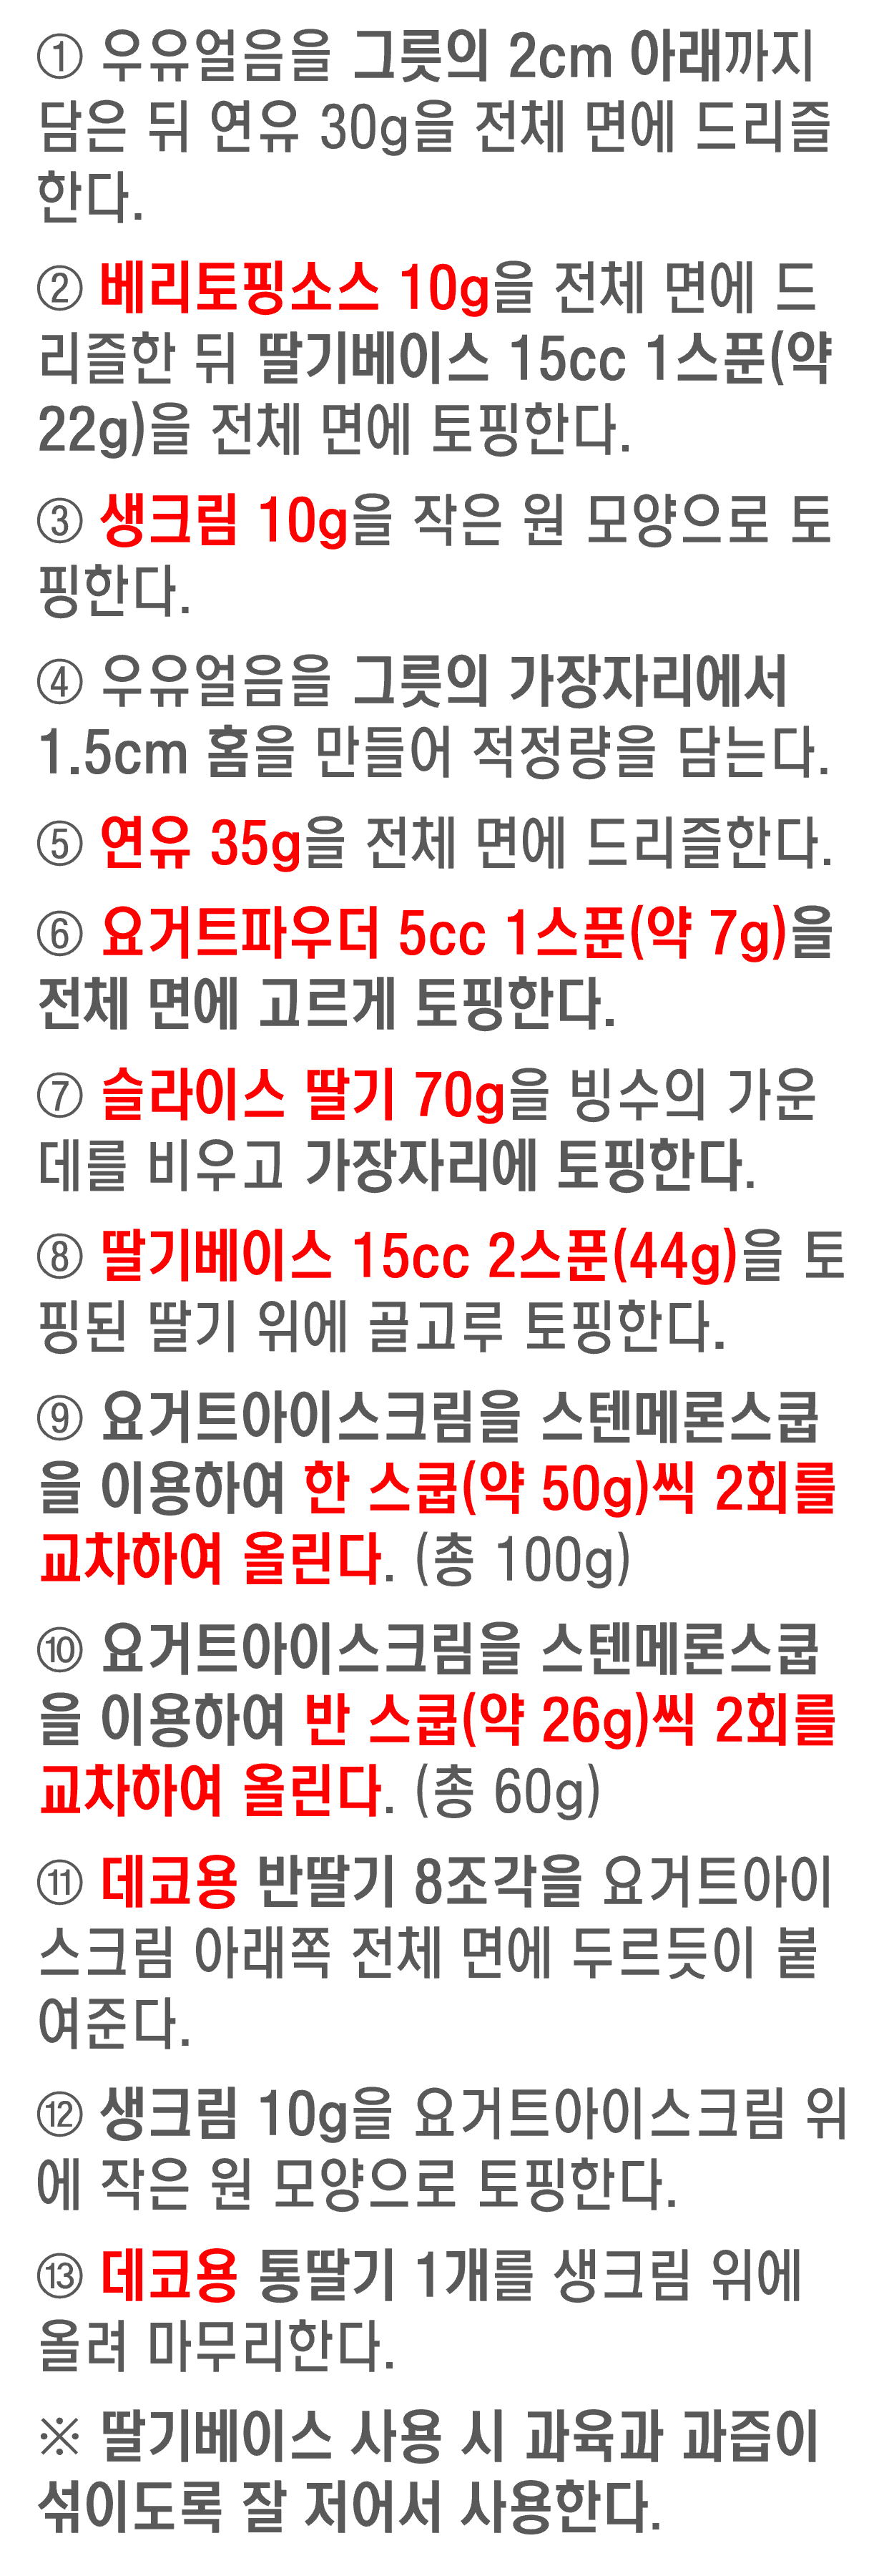 ① 우유얼음을 그릇의 2cm 아래까지
담은 뒤 연유 30g을 전체 면에 드리즐
한다.
② 베리토핑소스 10g을 전체 면에 드
리즐한 뒤 딸기베이스 15cc 1스푼(약
22g)을 전체 면에 토핑한다.
③ 생크림 10g을 작은 원 모양으로 토
핑한다.
④ 우유얼음을 그릇의 가장자리에서
1.5cm 홈을 만들어 적정량을 담는다.
⑤ 연유 35g을 전체 면에 드리즐한다.
⑥ 요거트파우더 5cc 1스푼(약 7g)을
전체 면에 고르게 토핑한다.
⑦ 슬라이스 딸기 70g을 빙수의 가운
데를 비우고 가장자리에 토핑한다.
⑧ 딸기베이스 15cc 2스푼(44g)을 토
핑된 딸기 위에 골고루 토핑한다.
⑨ 요거트아이스크림을 스텐메론스쿱
을 이용하여 한 스쿱(약 50g)씩 2회를
교차하여 올린다. (총 100g)
⑩ 요거트아이스크림을 스텐메론스쿱
을 이용하여 반 스쿱(약 26g)씩 2회를
교차하여 올린다. (총 60g)
⑪ 데코용 반딸기 8조각을 요거트아이
스크림 아래쪽 전체 면에 두르듯이 붙
여준다.
⑫ 생크림 10g을 요거트아이스크림 위
에 작은 원 모양으로 토핑한다.
⑬ 데코용 통딸기 1개를 생크림 위에
올려 마무리한다.
※ 딸기베이스 사용 시 과육과 과즙이
섞이도록 잘 저어서 사용한다.